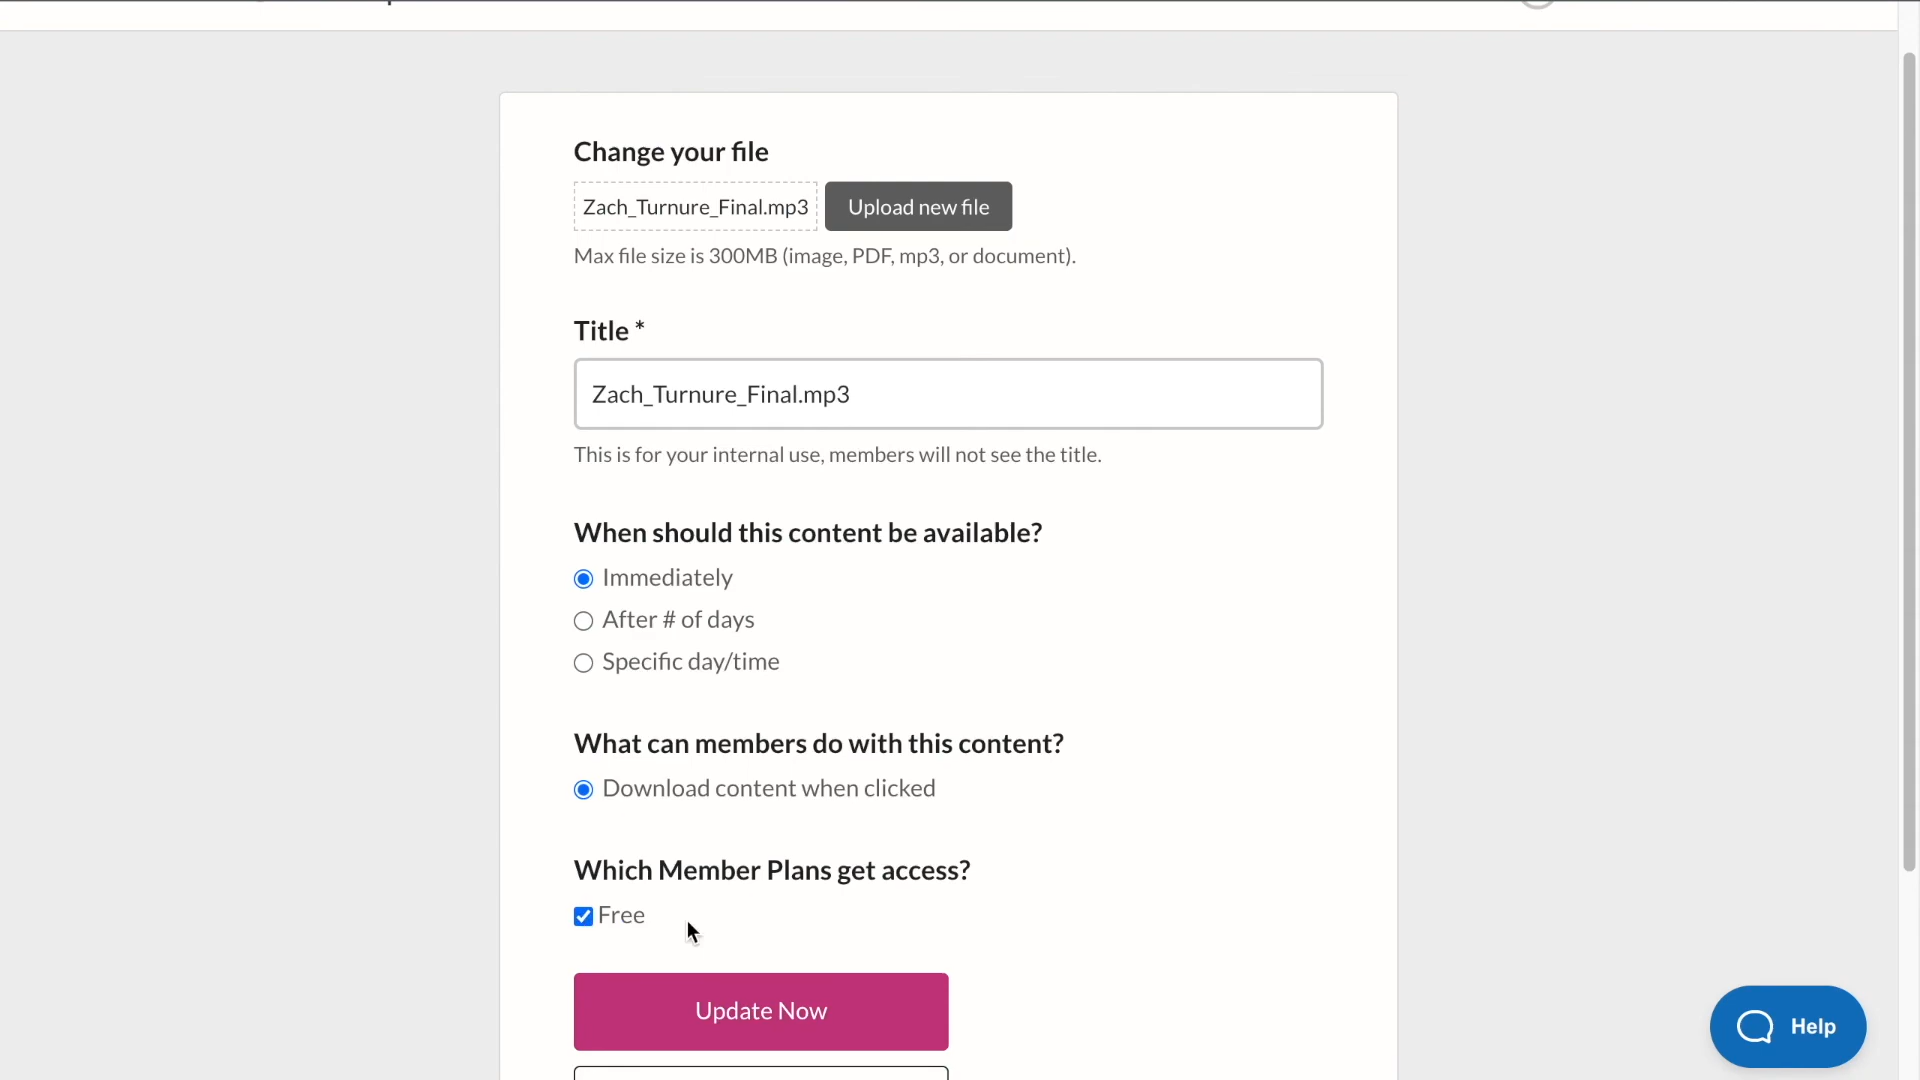 Change your file
Zach_Turnure_Final.mp3 Upload new file
Max file size is 300MB (image, PDF, mp3, or document).
Title *
Zach_Turnure_Final.mp3
This is for your internal use, members will not see the title.
When should this content be available?
Immediately
After # of days
Specific day/time
What can members do with this content?
Download content when clicked
Which Member Plans get access?
Free
Update Now
Help